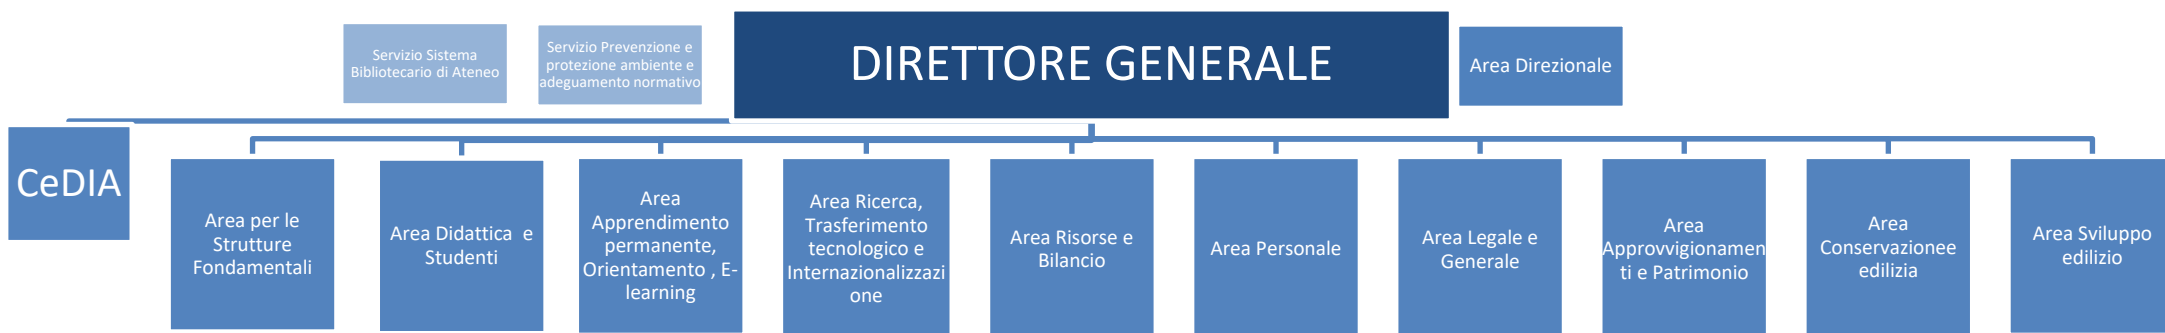 Servizio Sistema
Bibliotecario di Ateneo
Servizio Prevenzione e
protezione ambiente e
adeguamento normativo
DIRETTORE GENERALE
Area Direzionale
CeDIA
Area per le
Strutture
Fondamentali
Area Didattica e
Studenti
Area
Apprendimento
permanente,
Orientamento , E-
learning
Area Ricerca,
Trasferimento
tecnologico e
Internazionalizzazi
one
Area Risorse e
Bilancio
Area Personale
Area Legale e
Generale
Area
Approvvigionamen
ti e Patrimonio
Area
Conservazionee
edilizia
Area Sviluppo
edilizio